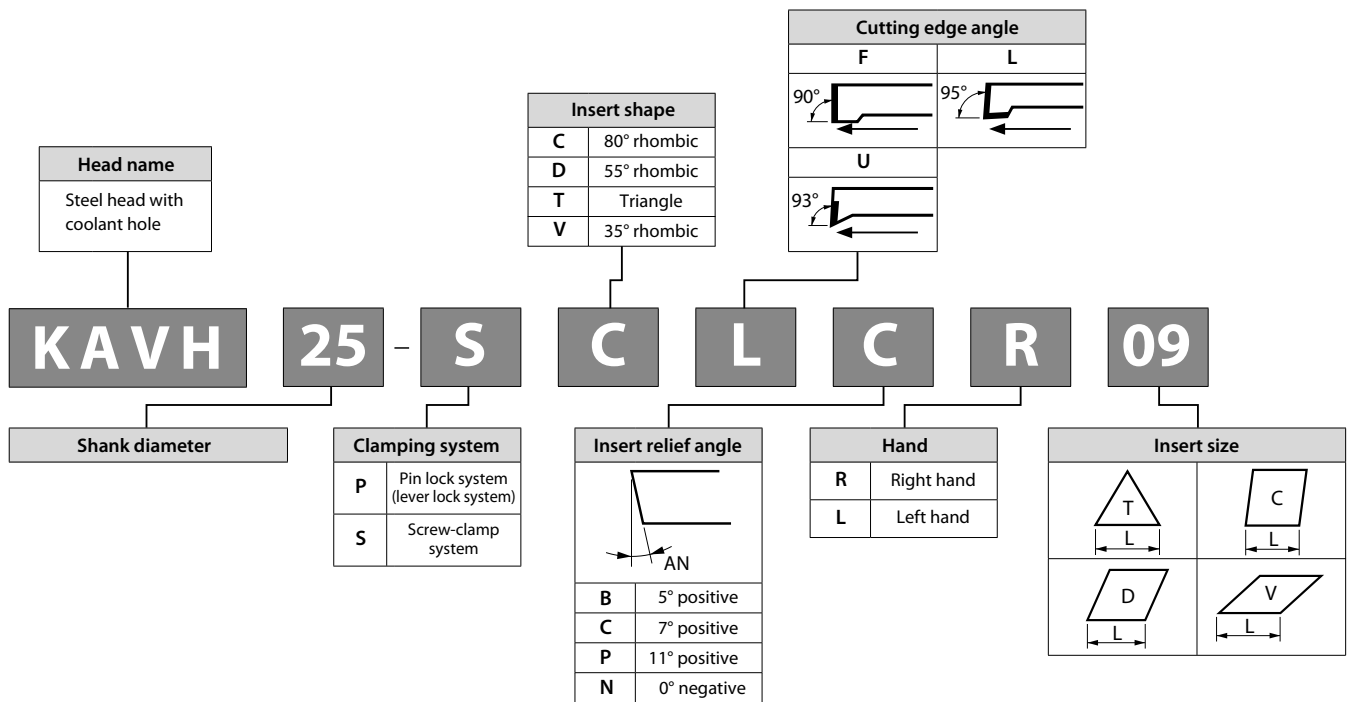 Cutting edge angle
F L
90° 95°
U
93°
Insert shape
C 80° rhombic
D 55° rhombic
T Triangle
V 35° rhombic
Head name
Steel head with
coolant hole
KAVH 25 – S C L C R 09
Shank diameter
Clamping system
P Pin lock system
(lever lock system)
S Screw-clamp
system
Insert relief angle
AN
B 5° positive
C 7° positive
P 11° positive
N 0° negative
Hand
R Right hand
L Left hand
Insert size
T C
L L
D V
L L